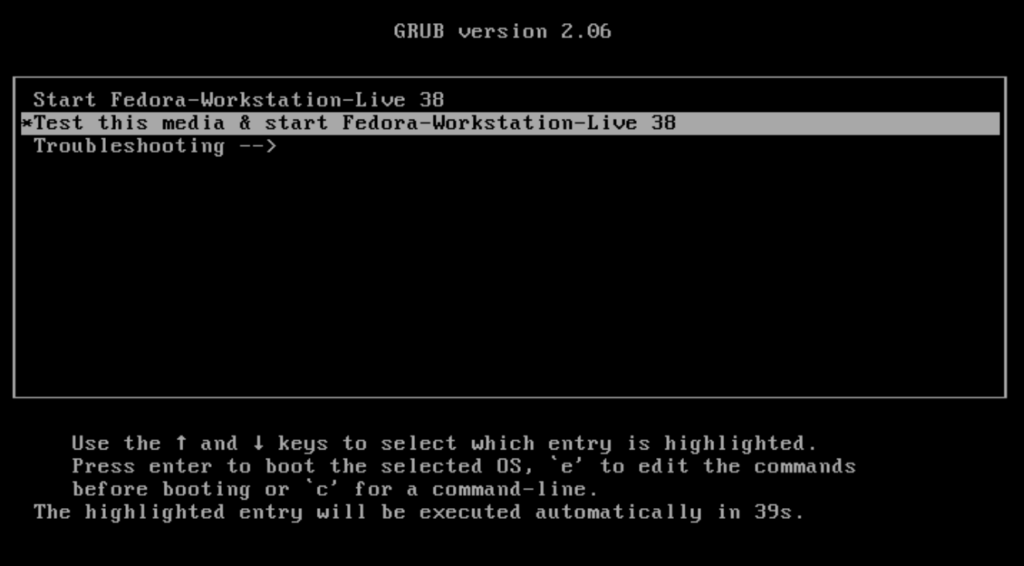 GRUB version 2.06
Start Fedora-Workstation-Live 38
*Test this media & start Fedora-Workstation-Live 38
Troubleshooting -->
Use the ↑ and ↓ keys to select which entry is highlighted.
Press enter to boot the selected OS, `e' to edit the commands
before booting or `c' for a command-line.
The highlighted entry will be executed automatically in 39s.